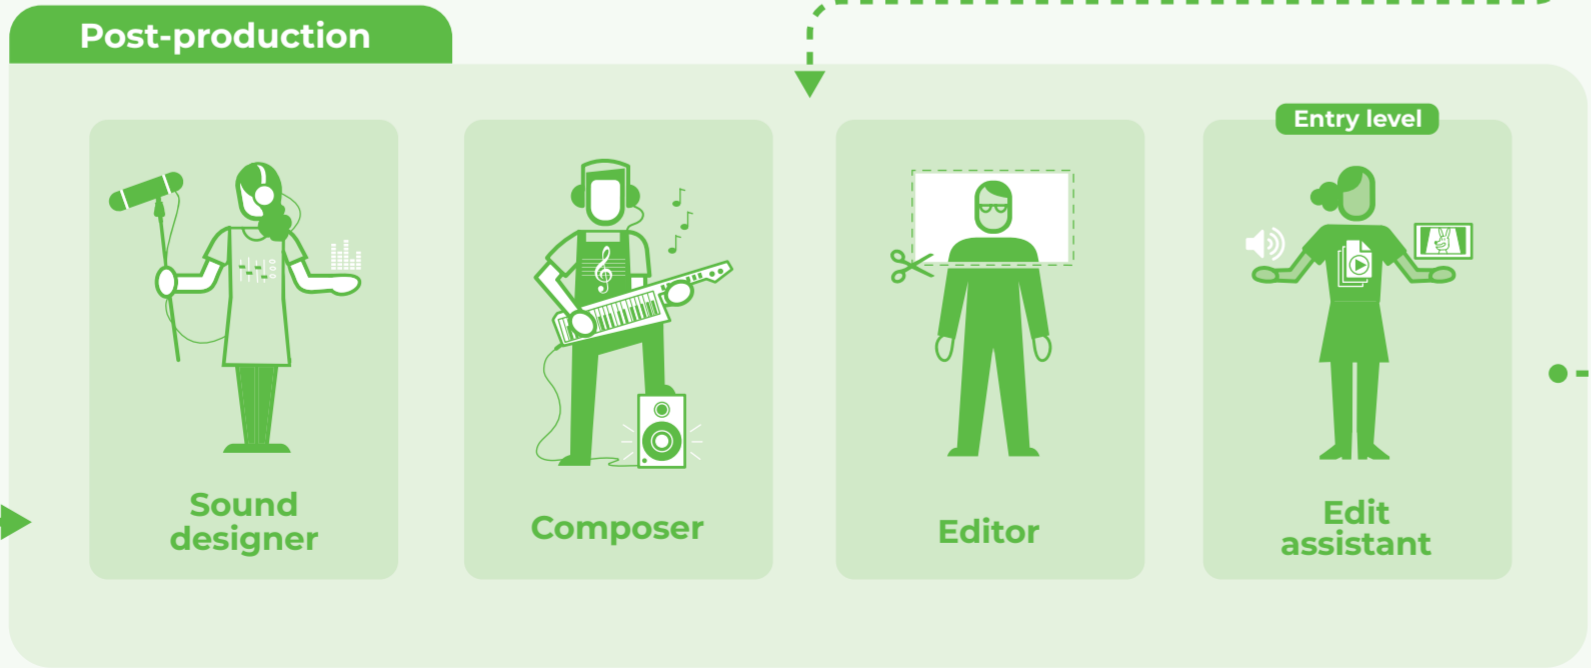 Post-production
Entry level
Sound
designer
Composer
Editor
Edit
assistant